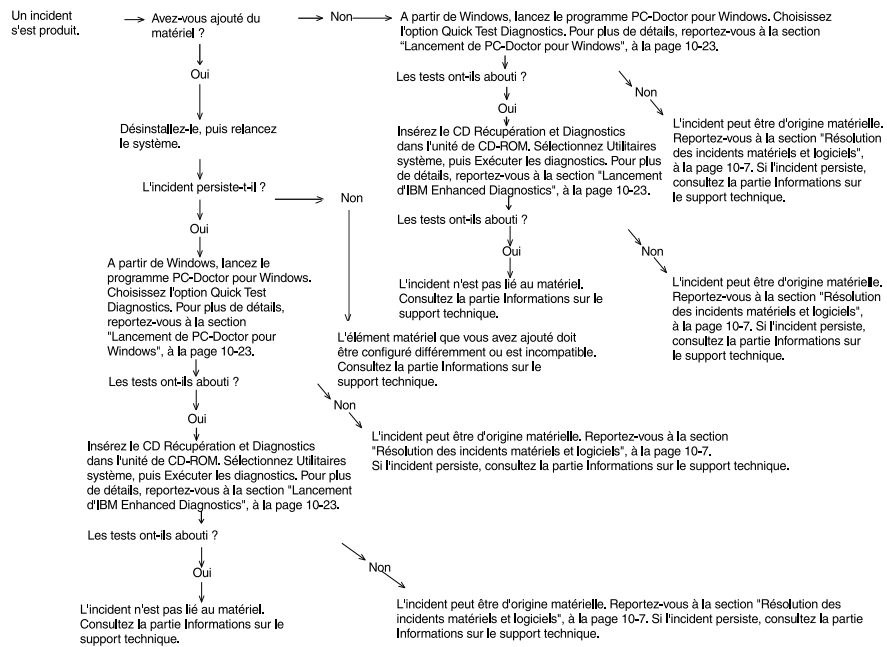 Un incident
s'est produit.
Avez-vous ajouté du
matériel ?
Non
A partir de Windows, lancez le programme PC-Doctor pour Windows. Choisissez
l'option Quick Test Diagnostics. Pour plus de détails, reportez-vous à la section
"Lancement de PC-Doctor pour Windows", à la page 10-23.
Les tests ont-ils abouti ?
Non
L'incident peut être d'origine matérielle.
Reportez-vous à la section "Résolution
des incidents matériels et logiciels",
à la page 10-7. Si l'incident persiste,
consultez la partie Informations sur
le support technique.
Oui
Insérez le CD Récupération et Diagnostics
dans l'unité de CD-ROM. Sélectionnez Utilitaires
système, puis Exécuter les diagnostics. Pour plus
de détails, reportez-vous à la section "Lancement
d'IBM Enhanced Diagnostics", à la page 10-23.
Les tests ont-ils abouti ?
Non
L'incident peut être d'origine matérielle.
Reportez-vous à la section "Résolution
des incidents matériels et logiciels",
à la page 10-7. Si l'incident persiste,
consultez la partie Informations sur
le support technique.
Oui
L'incident n'est pas lié au matériel.
Consultez la partie Informations sur le
support technique.
Oui
Désinstallez-le, puis relancez
le système.
L'incident persiste-t-il ?
Non
L'élément matériel que vous avez ajouté doit
être configuré différemment ou est incompatible.
Consultez la partie Informations sur le
support technique.
Oui
A partir de Windows, lancez le
programme PC-Doctor pour Windows.
Choisissez l'option Quick Test
Diagnostics. Pour plus de détails,
reportez-vous à la section
"Lancement de PC-Doctor pour
Windows", à la page 10-23.
Les tests ont-ils abouti ?
Non
L'incident peut être d'origine matérielle. Reportez-vous à la section
"Résolution des incidents matériels et logiciels", à la page 10-7.
Si l'incident persiste, consultez la partie Informations sur le support technique.
Oui
Insérez le CD Récupération et Diagnostics
dans l'unité de CD-ROM. Sélectionnez Utilitaires
système, puis Exécuter les diagnostics. Pour plus
de détails, reportez-vous à la section "Lancement
d'IBM Enhanced Diagnostics", à la page 10-23.
Les tests ont-ils abouti ?
Non
L'incident peut être d'origine matérielle. Reportez-vous à la section "Résolution des
incidents matériels et logiciels", à la page 10-7. Si l'incident persiste, consultez la partie
Informations sur le support technique.
Oui
L'incident n'est pas lié au matériel.
Consultez la partie Informations sur le
support technique.